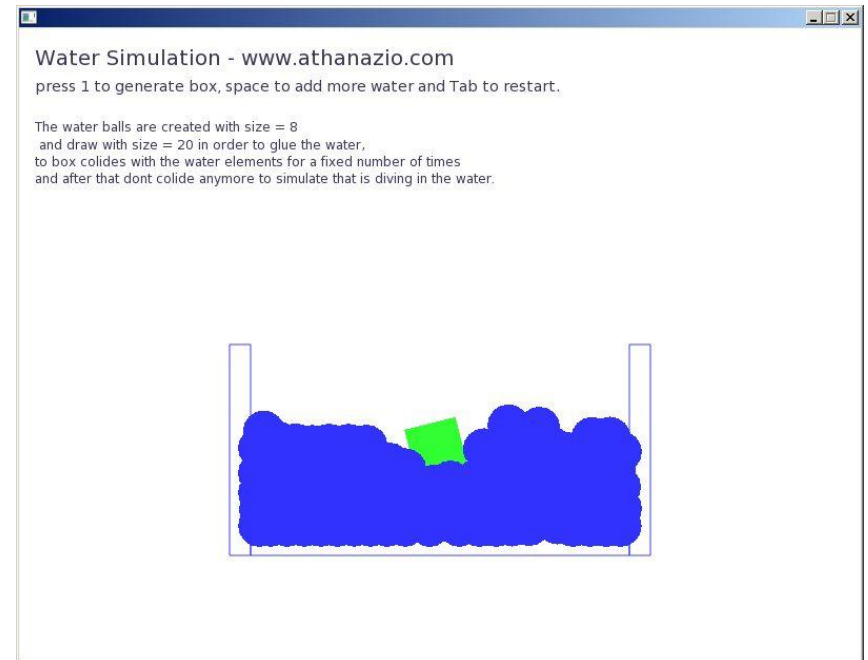 Water Simulation - www.athanazio.com
press 1 to generate box, space to add more water and Tab to restart.
The water balls are created with size = 8
and draw with size = 20 in order to glue the water,
to box colides with the water elements for a fixed number of times
and after that dont colide anymore to simulate that is diving in the water.